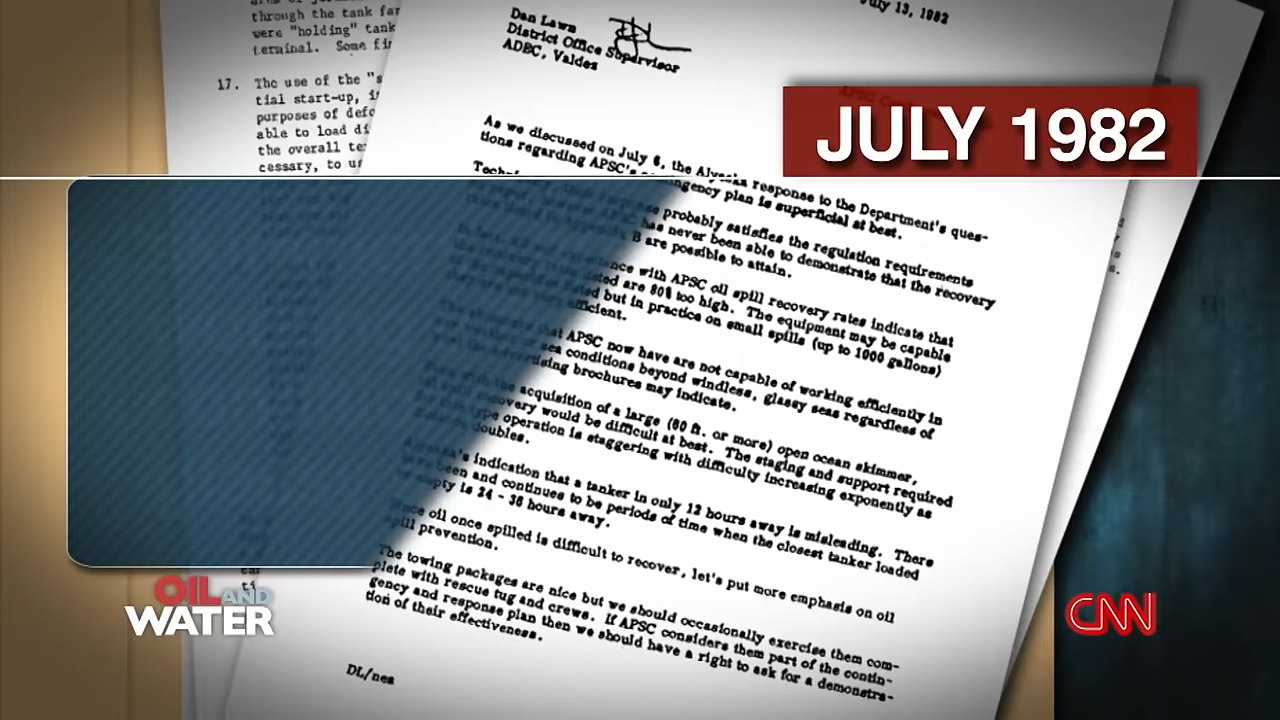 through the tank far
were "holding" tank
terminal. Some fi
17. The use of the "s
tial start-up, i
purposes of defo
able to load di
the overall te
cessary, to us
July 13, 1982
Dan Lawn
District Office Supervisor
ADEC, Valdez
JULY 1982
As we discussed on July 6, the Alyeska response to the Department's ques-
tions regarding APSC's contingency plan is superficial at best.
probably satisfies the regulation requirements
has never been able to demonstrate that the recovery
B are possible to attain.
with APSC oil spill recovery rates indicate that
are 80% too high. The equipment may be capable
but in practice on small spills (up to 1000 gallons)
APSC now have are not capable of working efficiently in
sea conditions beyond windless, glassy seas regardless of
brochures may indicate.
acquisition of a large (60 ft. or more) open ocean skimmer,
would be difficult at best. The staging and support required
type operation is staggering with difficulty increasing exponentially as
doubles.
indication that a tanker in only 12 hours away is misleading. There
been and continues to be periods of time when the closest tanker loaded
is 24 - 36 hours away.
oil once spilled is difficult to recover, let's put more emphasis on oil
spill prevention.
The towing packages are nice but we should occasionally exercise them com-
plete with rescue tug and crews. If APSC considers them part of the contin-
gency and response plan then we should have a right to ask for a demonstra-
tion of their effectiveness.
DL/nea
OIL AND
WATER
CNN